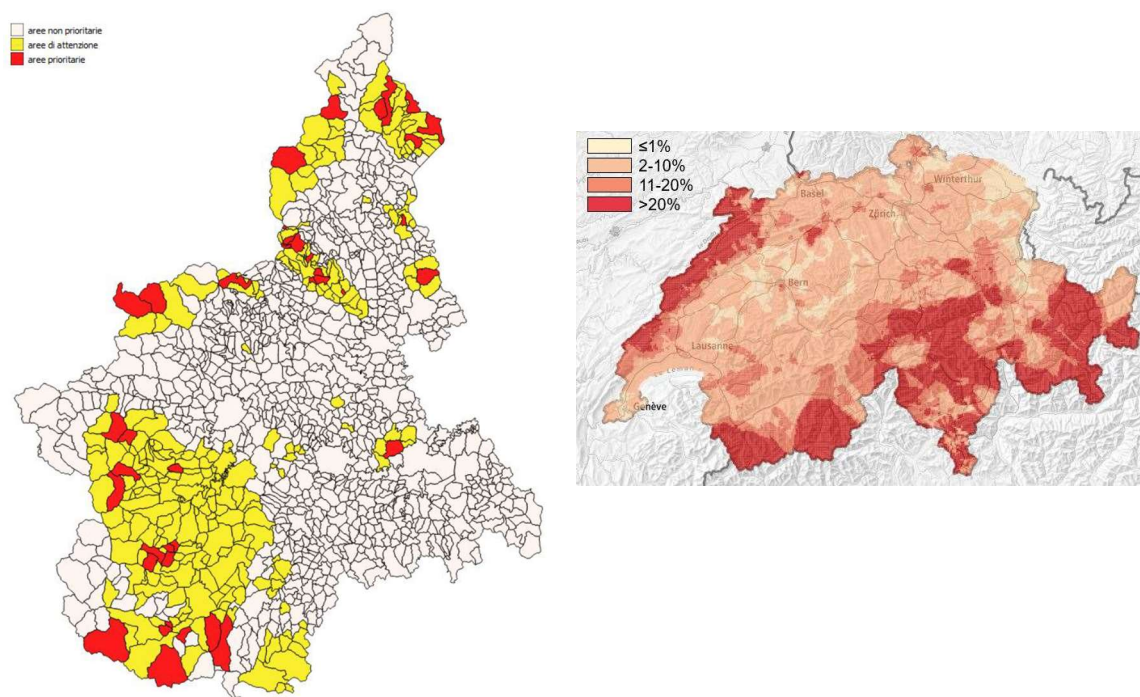 aree non prioritarie
aree di attenzione
aree prioritarie
≤1%
2-10%
11-20%
>20%
Basel
Winterthur
Zürich
Bern
Lausanne
Genève